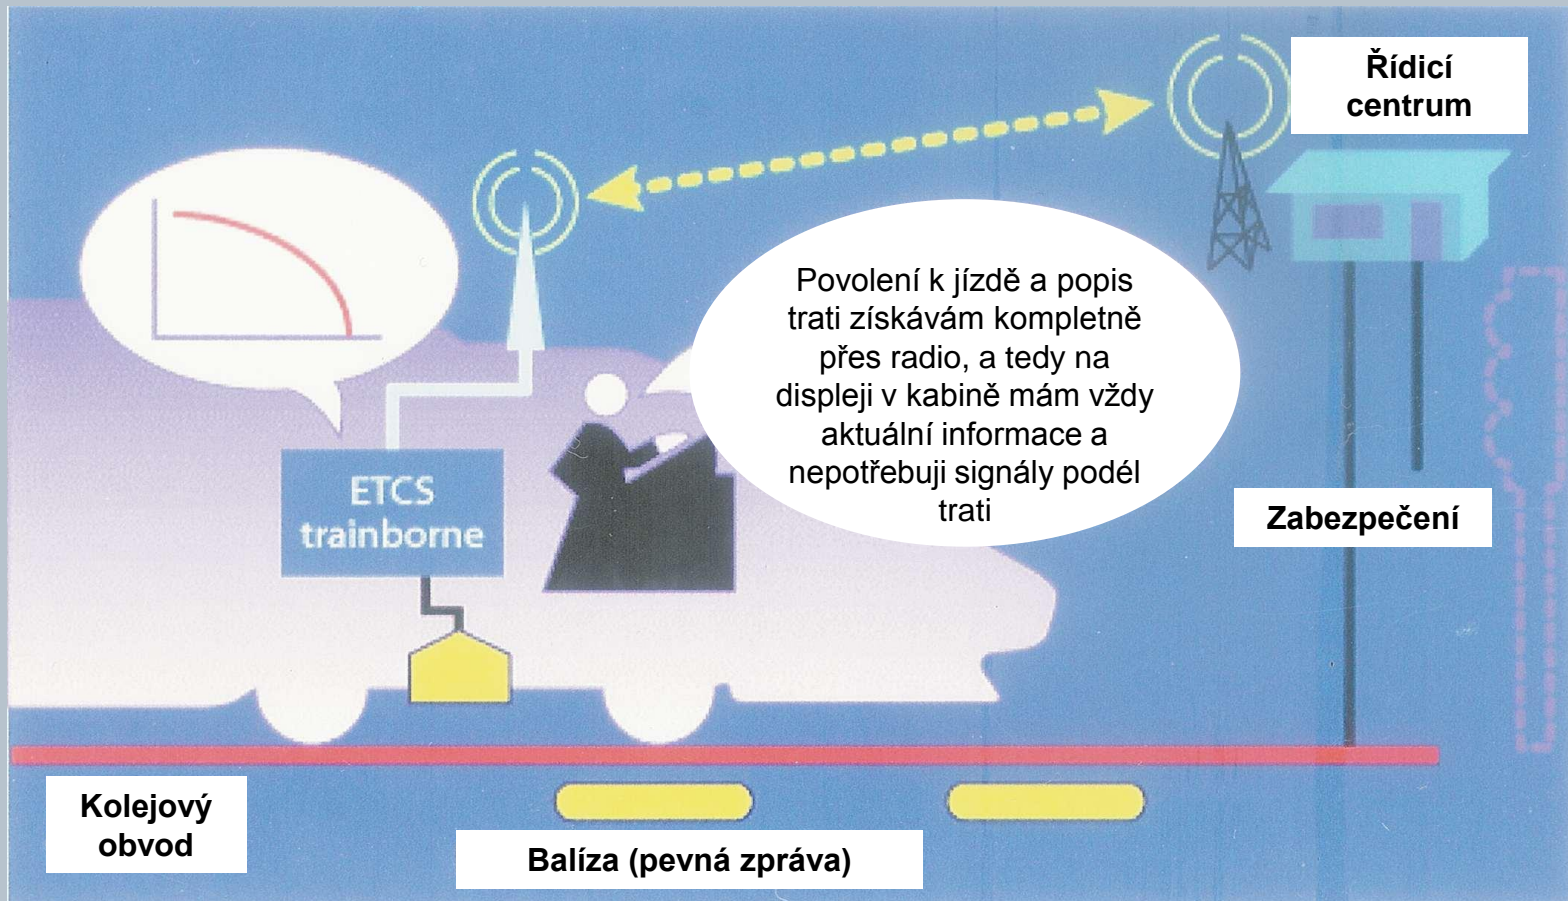 Řídicí
centrum
Povolení k jízdě a popis
trati získávám kompletně
přes radio, a tedy na
displeji v kabině mám vždy
aktuální informace a
nepotřebuji signály podél
trati
ETCS
trainborne
Zabezpečení
Kolejový
obvod
Balíza (pevná zpráva)